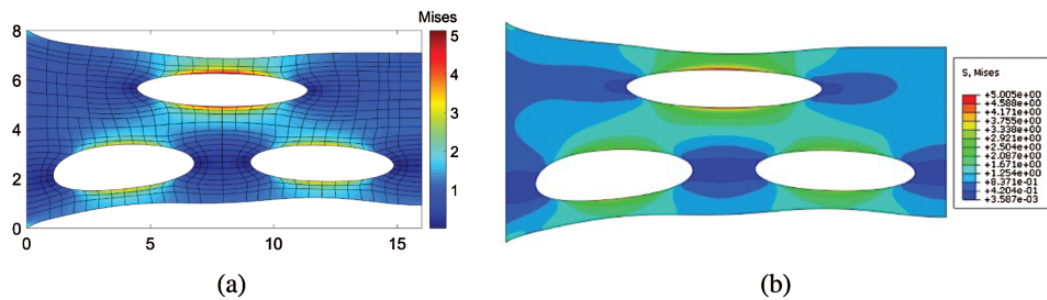 Mises
8
6
4
2
0
0
5
10
15
5
4
3
2
1
(a)
S, Mises
+5.005e+00
+4.588e+00
+4.171e+00
+3.755e+00
+3.338e+00
+2.921e+00
+2.504e+00
+2.087e+00
+1.671e+00
+1.254e+00
+8.371e-01
+4.204e-01
+3.587e-03
(b)